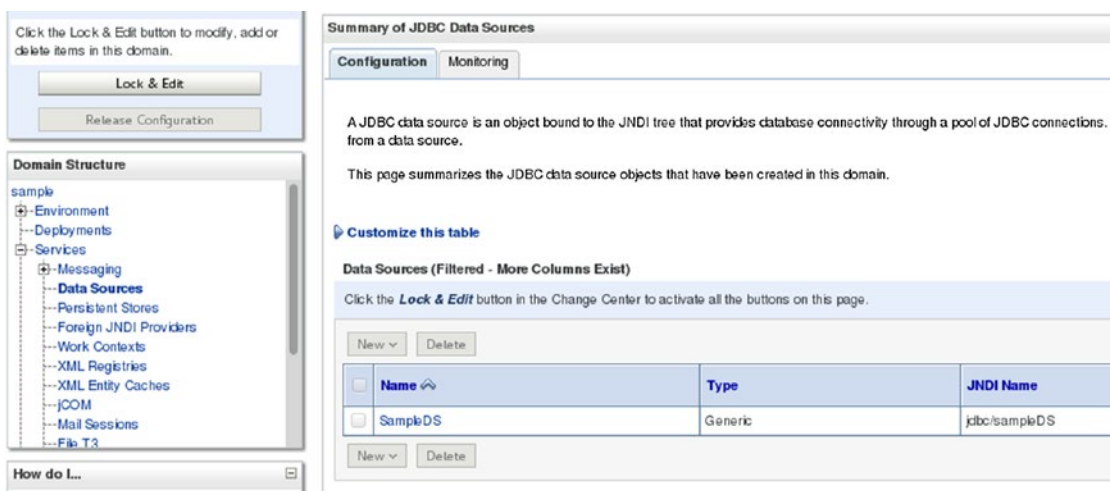 Click the Lock & Edit button to modify, add or
delete items in this domain.
Lock & Edit
Release Configuration
Domain Structure
sample
Environment
Deployments
Services
Messaging
Data Sources
Persistent Stores
Foreign JNDI Providers
Work Contexts
XML Registries
XML Entity Caches
jCOM
Mail Sessions
File T3
How do I...
Summary of JDBC Data Sources
Configuration Monitoring
A JDBC data source is an object bound to the JNDI tree that provides database connectivity through a pool of JDBC connections.
from a data source.
This page summarizes the JDBC data source objects that have been created in this domain.
Customize this table
Data Sources (Filtered - More Columns Exist)
Click the Lock & Edit button in the Change Center to activate all the buttons on this page.
New Delete
Name Type JNDI Name
SampleDS Generic jdbc/sampleDS
New Delete